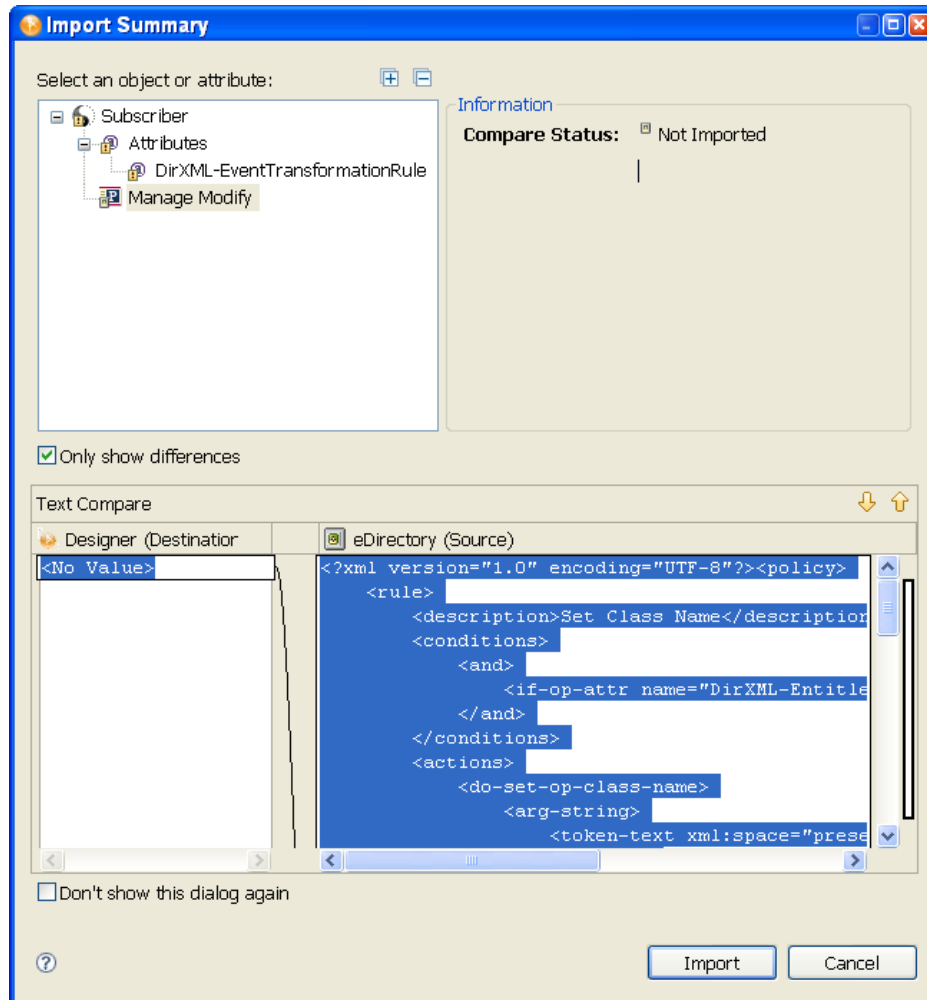 Import Summary
Select an object or attribute:
Subscriber
Attributes
DirXML-EventTransformationRule
Manage Modify
Information
Compare Status: Not Imported
Only show differences
Text Compare
Designer (Destination
eDirectory (Source)
<No Value>
<?xml version="1.0" encoding="UTF-8"?><policy>
<rule>
<description>Set Class Name</description
<conditions>
<and>
<if-op-attr name="DirXML-Entitle
</and>
</conditions>
<actions>
<do-set-op-class-name>
<arg-string>
<token-text xml:space="prese
Don't show this dialog again
Import
Cancel